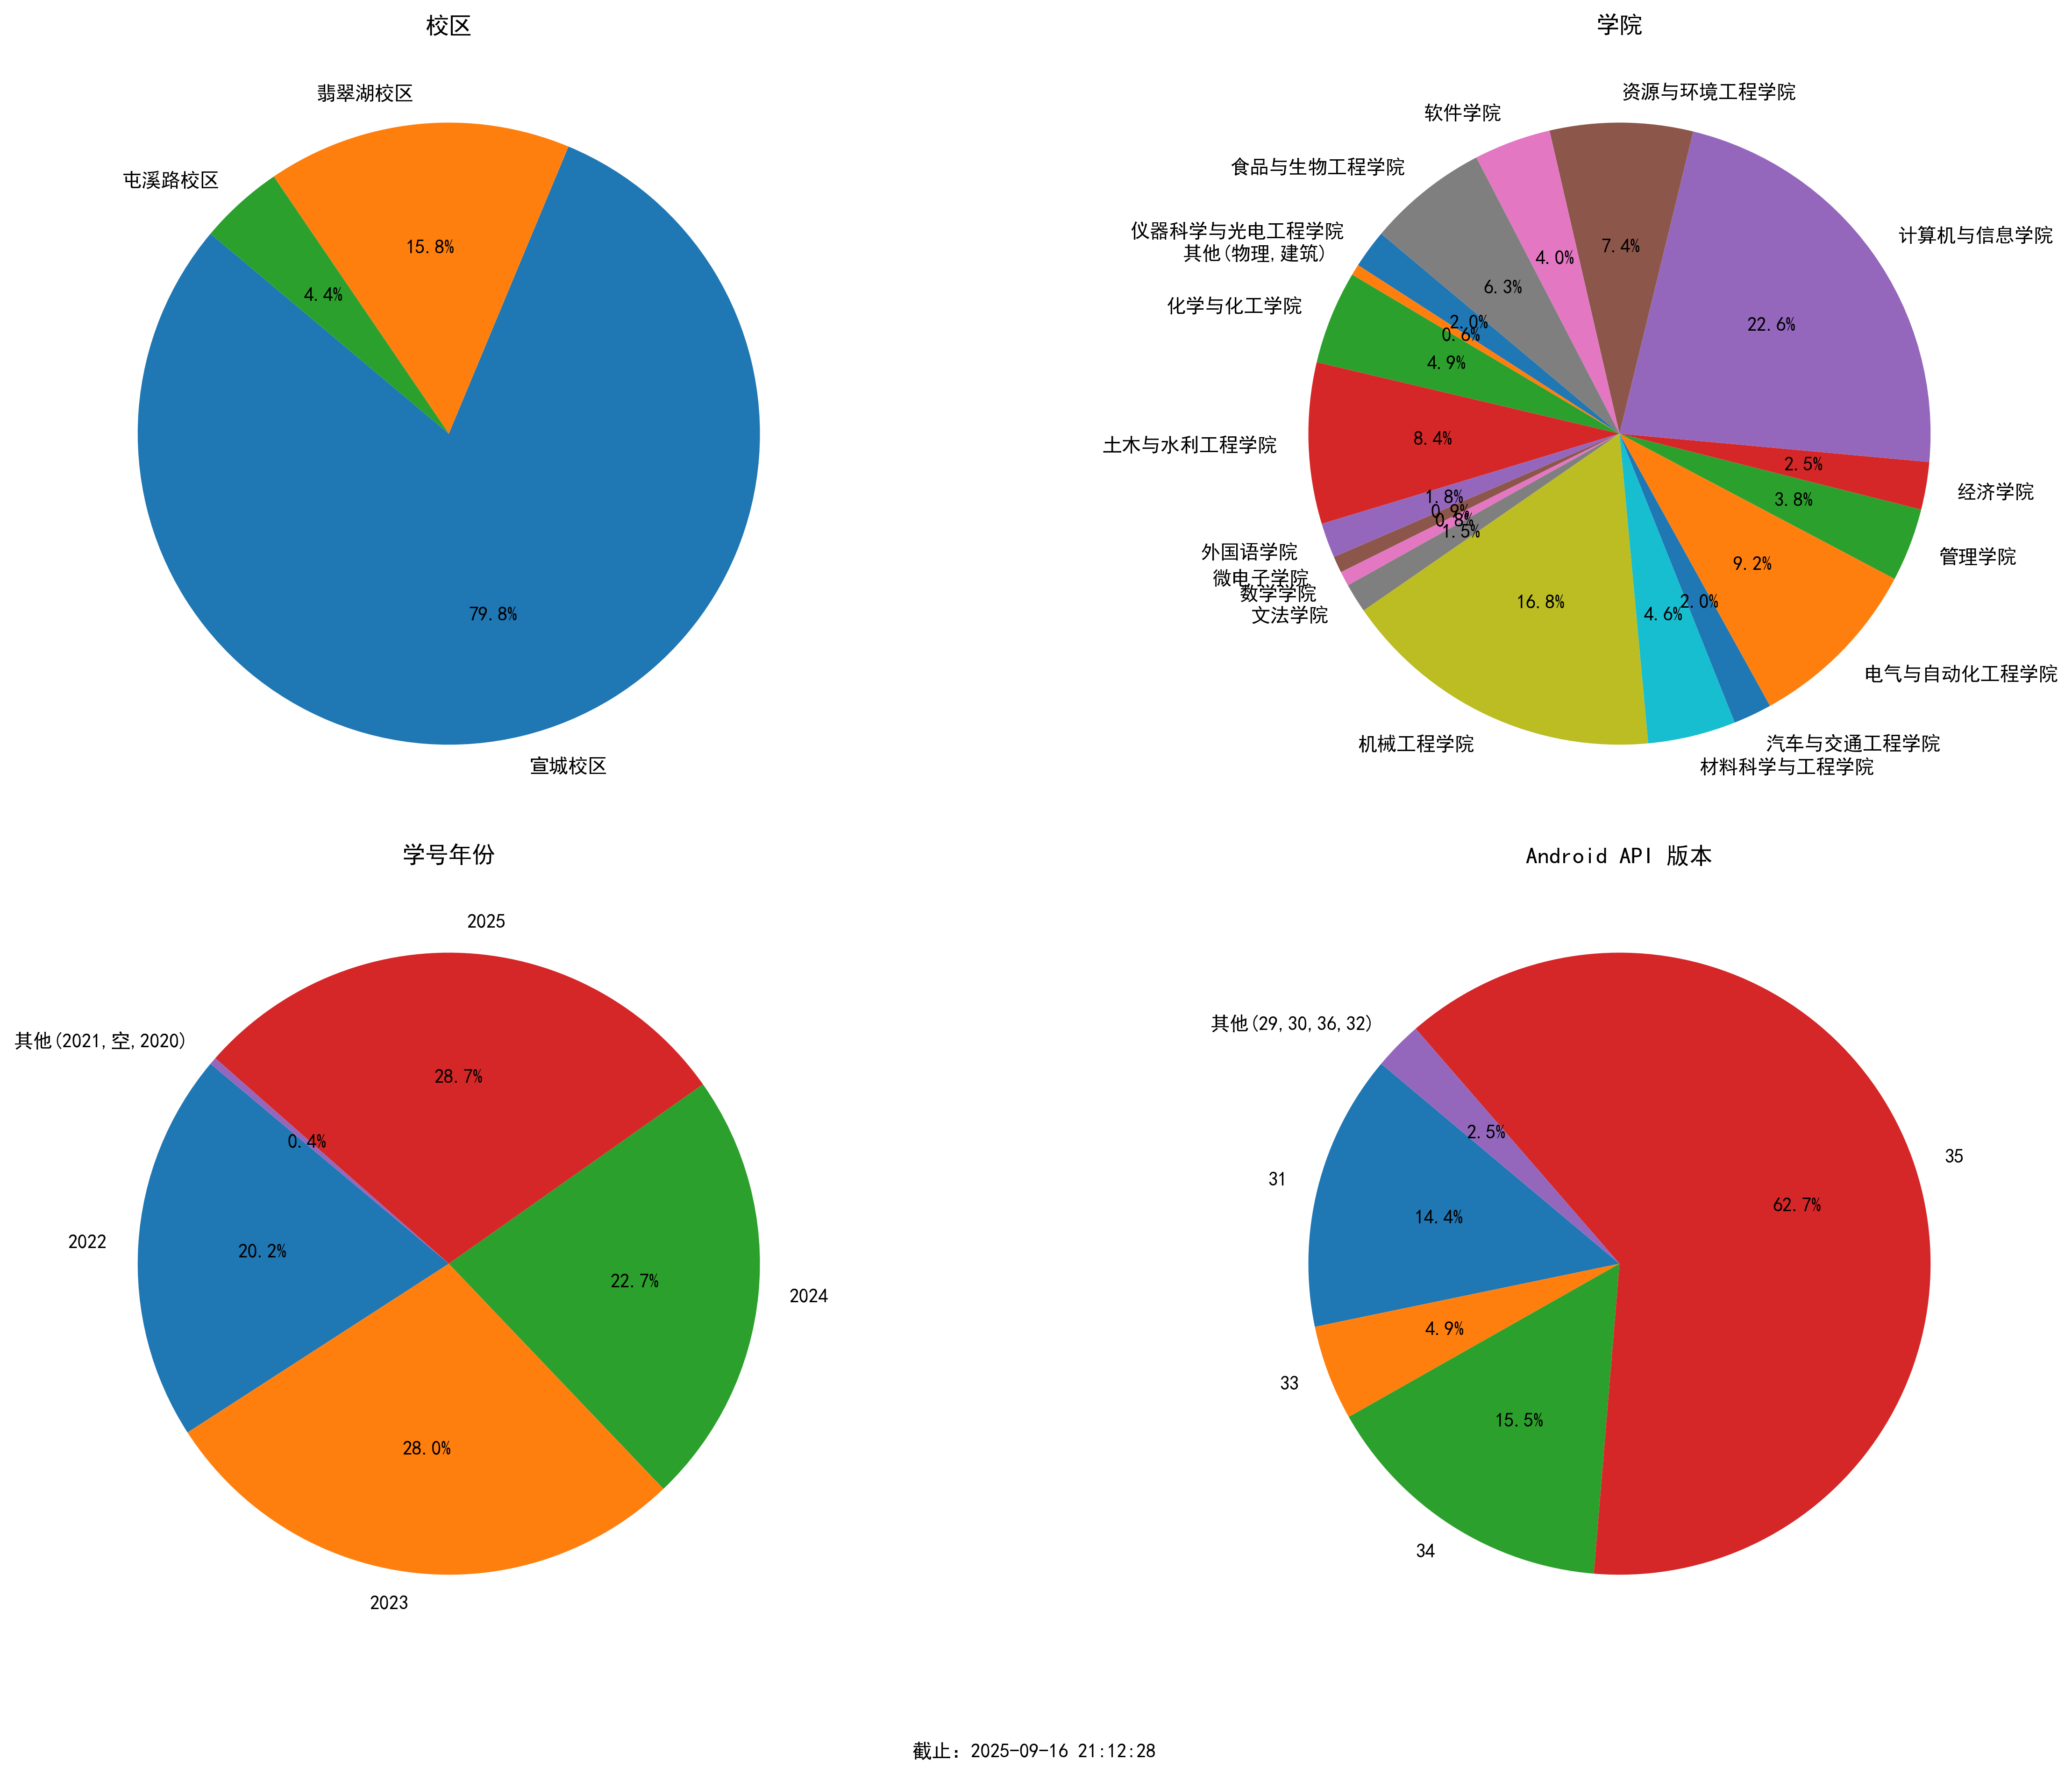 校区
翡翠湖校区
屯溪路校区
15.8%
4.4%
79.8%
宣城校区
学院
资源与环境工程学院
软件学院
食品与生物工程学院
仪器科学与光电工程学院
其他(物理,建筑)
化学与化工学院
计算机与信息学院
7.4%
4.0%
6.3%
22.6%
2.0%
0.6%
4.9%
土木与水利工程学院
8.4%
2.5%
经济学院
3.8%
1.8%
0.9%
0.8%
1.5%
外国语学院
微电子学院
数学学院
文法学院
管理学院
9.2%
16.8%
4.6%
2.0%
电气与自动化工程学院
机械工程学院
汽车与交通工程学院
材料科学与工程学院
学号年份
2025
其他(2021,空,2020)
28.7%
0.4%
2022
20.2%
22.7%
2024
28.0%
2023
Android API 版本
其他(29,30,36,32)
2.5%
35
31
62.7%
14.4%
4.9%
33
15.5%
34
截止：2025-09-16 21:12:28